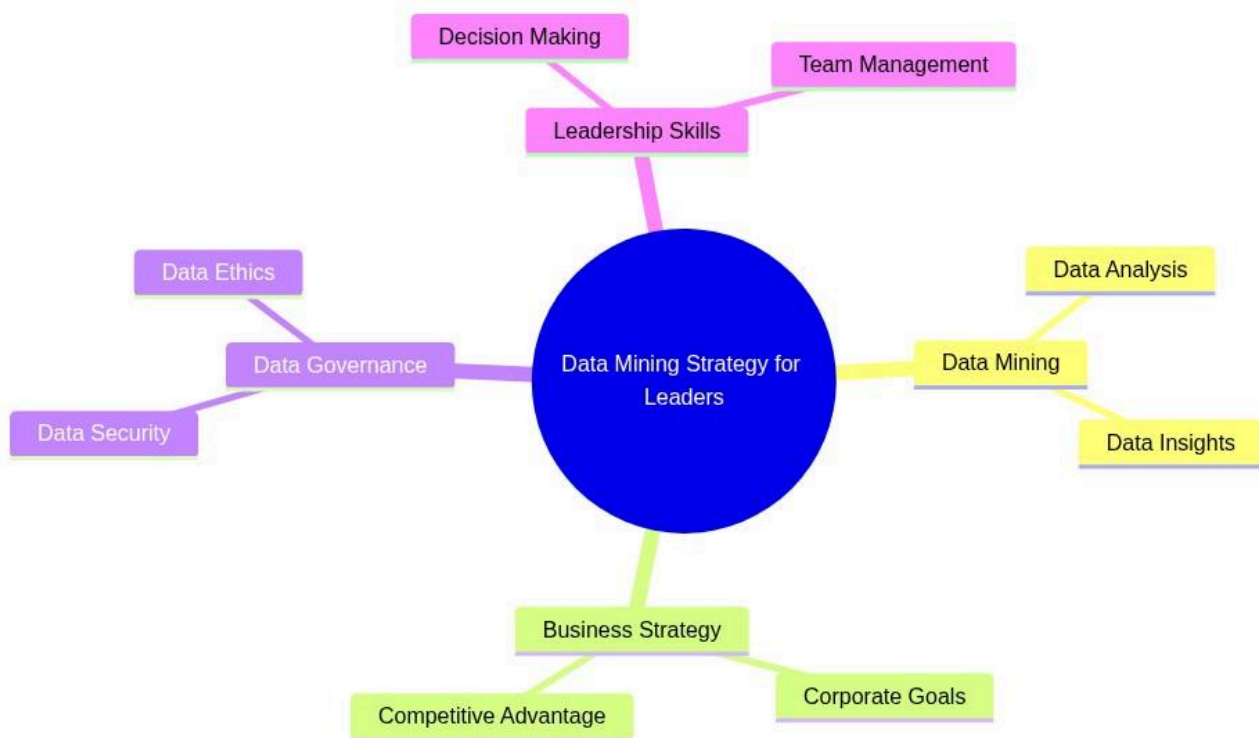 Decision Making
Team Management
Leadership Skills
Data Ethics
Data Analysis
Data Governance
Data Mining Strategy for
Leaders
Data Mining
Data Security
Data Insights
Business Strategy
Competitive Advantage
Corporate Goals